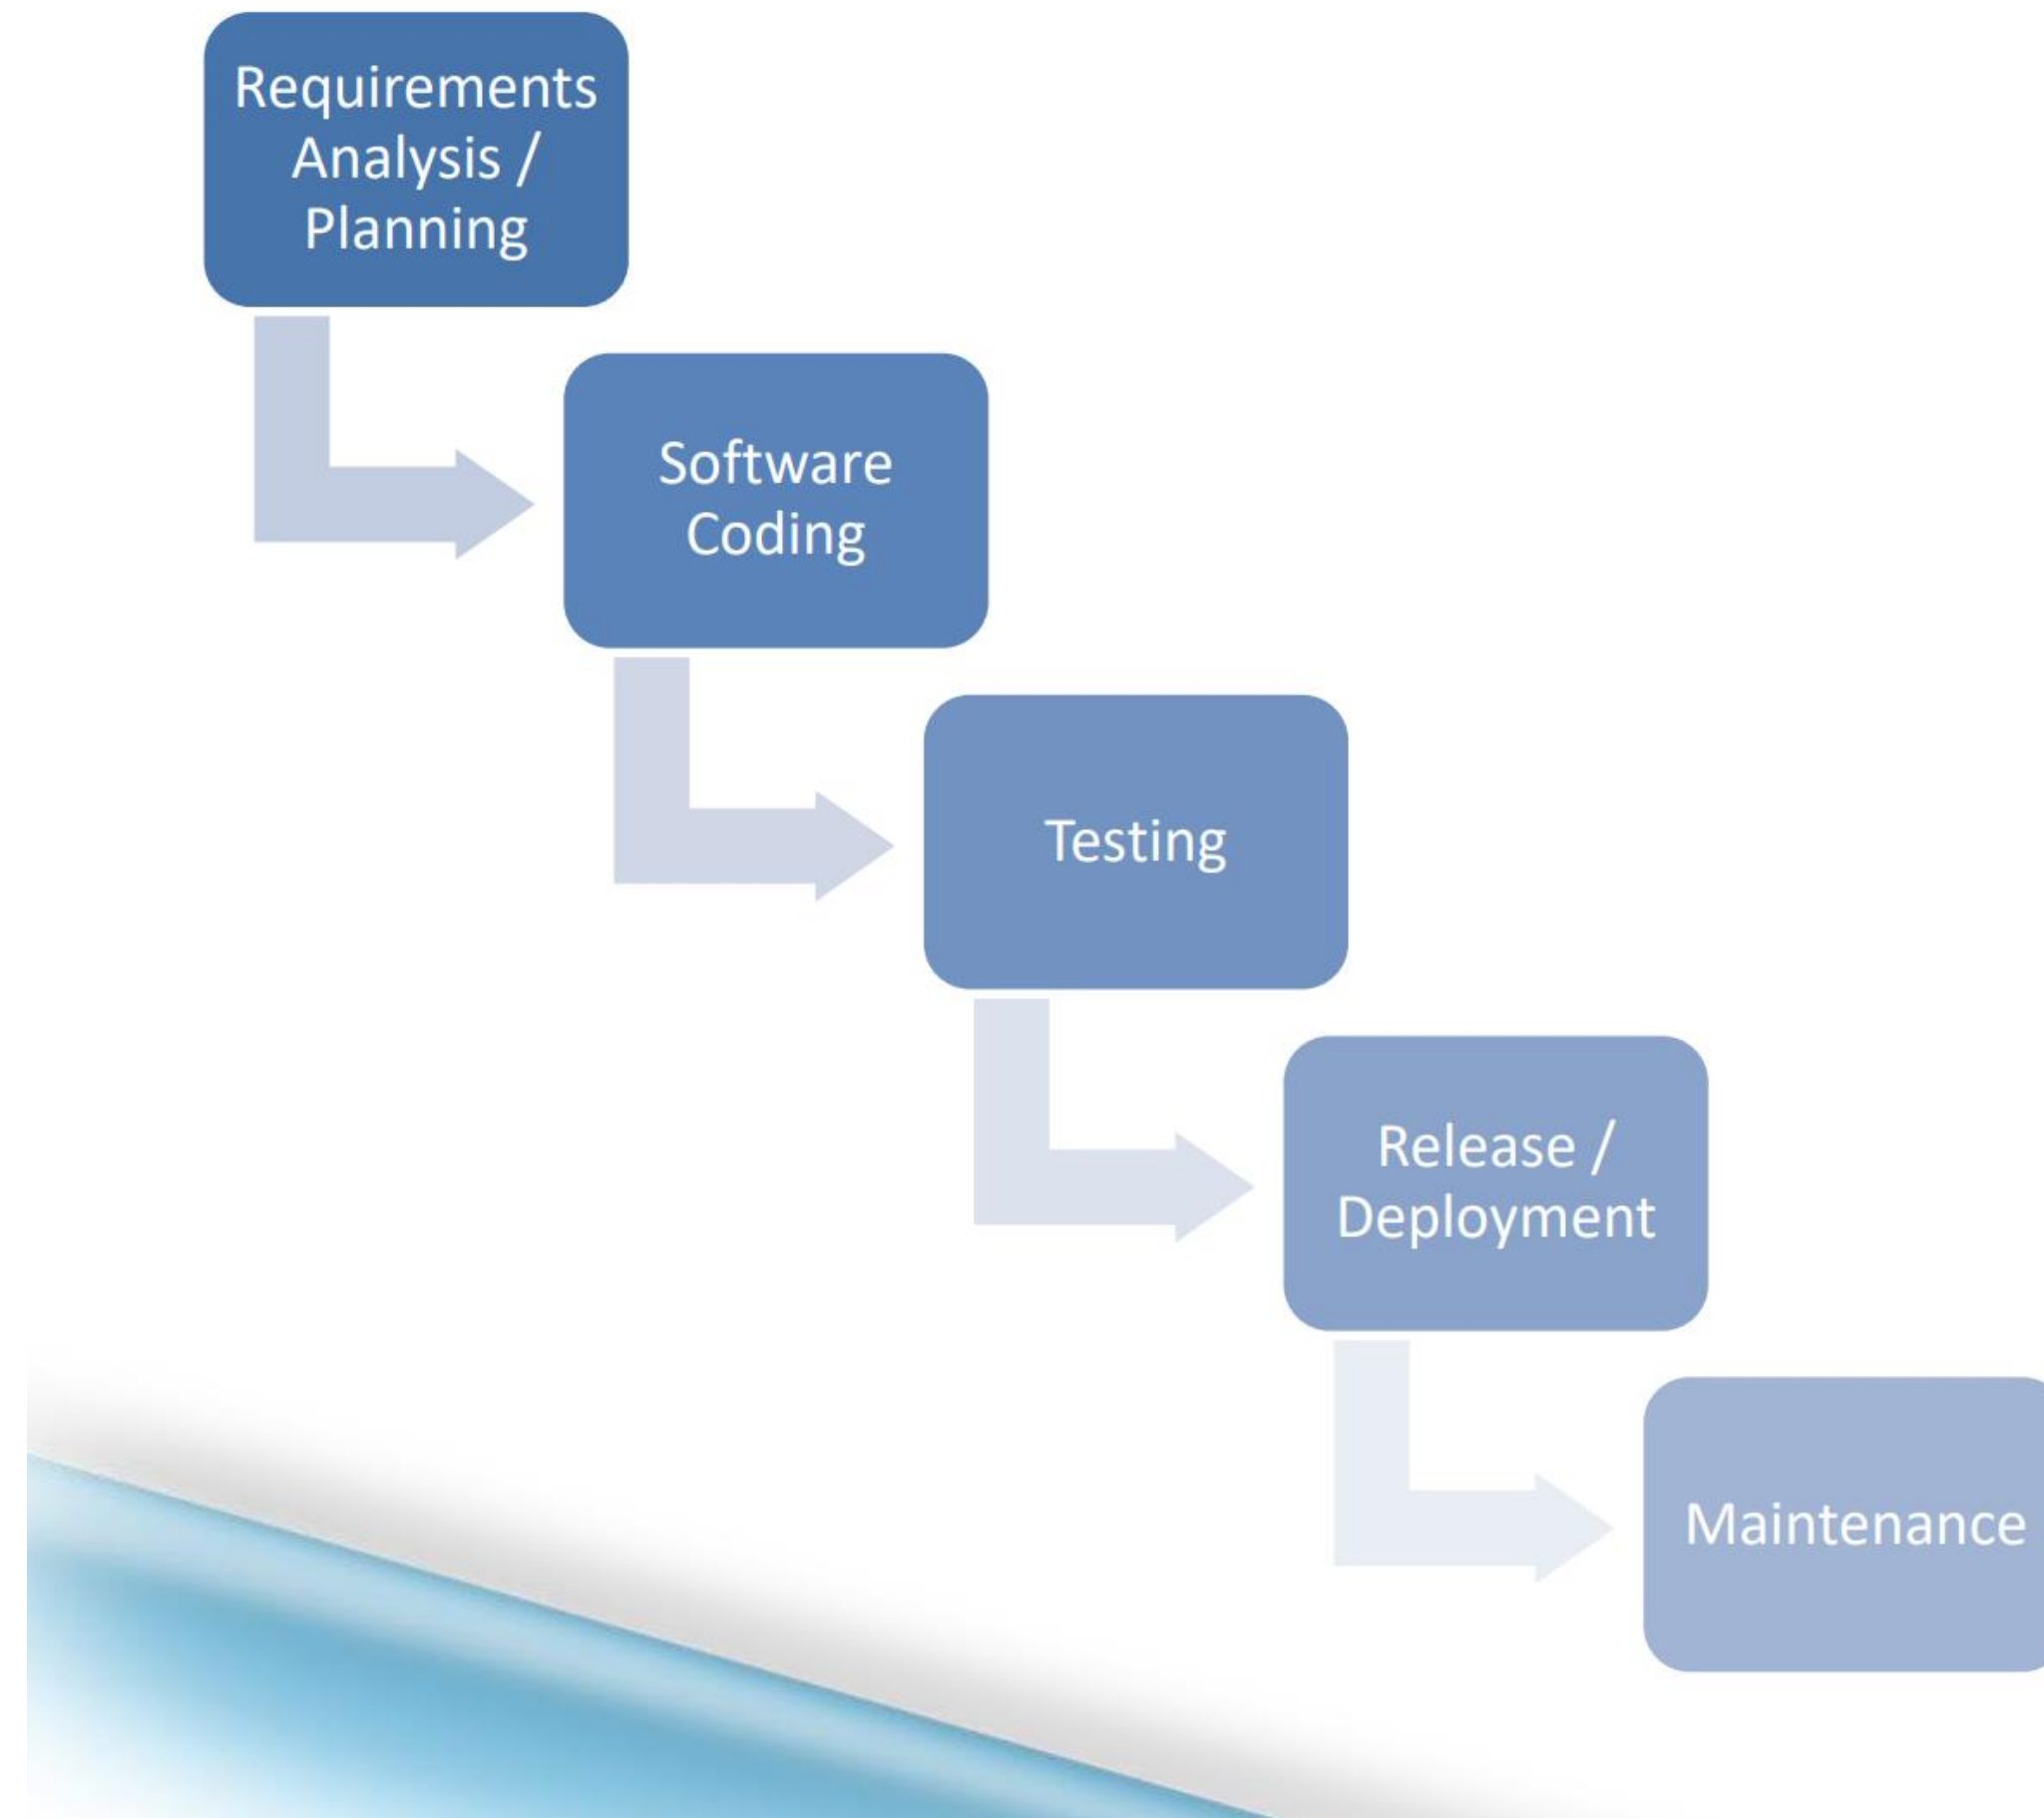 Requirements
Analysis /
Planning
Software
Coding
Testing
Release /
Deployment
Maintenance